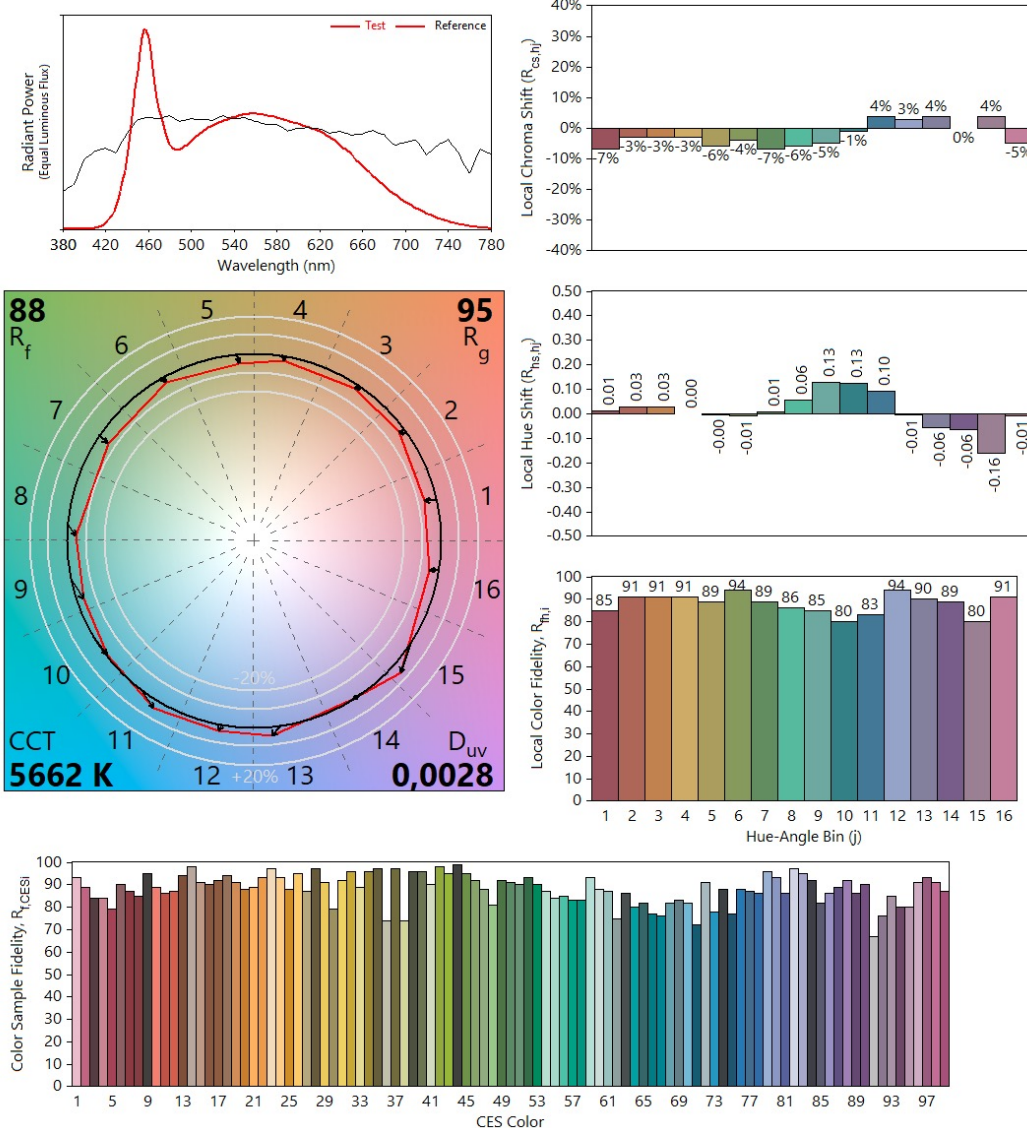 Radiant Power
(Equal Luminous Flux)
Test Reference
380 420 460 500 540 580 620 660 700 740 780
Wavelength (nm)
Local Chroma Shift (Rcs,hj)
40%
30%
20%
10%
0%
-10%
-20%
-30%
-40%
-7% -3% -3% -3% -6% -4% -7% -6% -5% -1% 4% 3% 4% 0% 4% -5%
88
Rf
95
Rg
5 4
6 3
7 2
8 1
9 16
10 15
11 14
12 13
-20%
+20%
CCT
5662 K
Duv
0,0028
Local Hue Shift (Rhs,hj)
0.50
0.40
0.30
0.20
0.10
0.00
-0.10
-0.20
-0.30
-0.40
-0.50
0.01 0.03 0.03 0.00 -0.00 -0.01 0.01 0.06 0.13 0.13 0.10 -0.01 -0.06 -0.06 -0.16 -0.01
Local Color Fidelity, Rfh,i
100
90
80
70
60
50
40
30
20
10
0
85 91 91 91 89 94 89 86 85 80 83 94 90 89 80 91
1 2 3 4 5 6 7 8 9 10 11 12 13 14 15 16
Hue-Angle Bin (j)
Color Sample Fidelity, Rf,CESi
100
90
80
70
60
50
40
30
20
10
0
1 5 9 13 17 21 25 29 33 37 41 45 49 53 57 61 65 69 73 77 81 85 89 93 97
CES Color